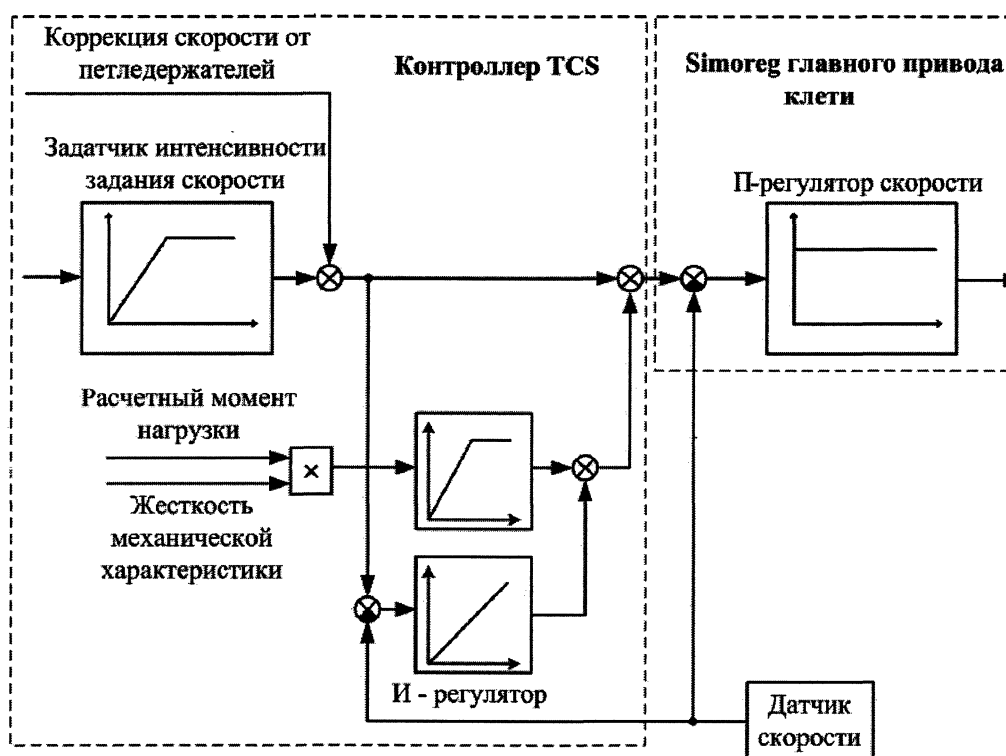 Коррекция скорости от
петледержателей
Контроллер TCS
Simoreg главного привода
клети
Задатчик интенсивности
задания скорости
П-регулятор скорости
Расчетный момент
нагрузки
×
Жесткость
механической
характеристики
И - регулятор
Датчик
скорости